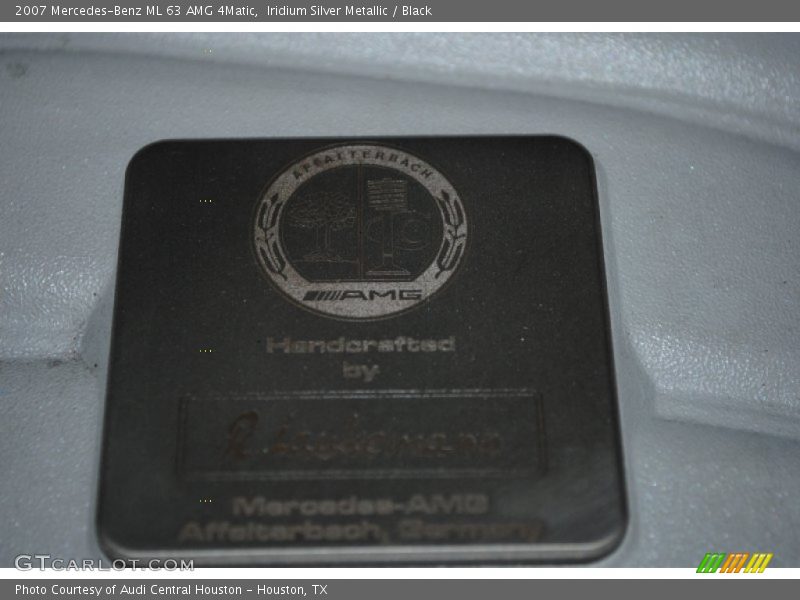 2007 Mercedes-Benz ML 63 AMG 4Matic,  Iridium Silver Metallic / Black
AFFALTERBACH
AMG
Handcrafted
by
Mercedes-AMG
Affalterbach, Germany
GTCARLOT.COM
Photo Courtesy of Audi Central Houston - Houston, TX